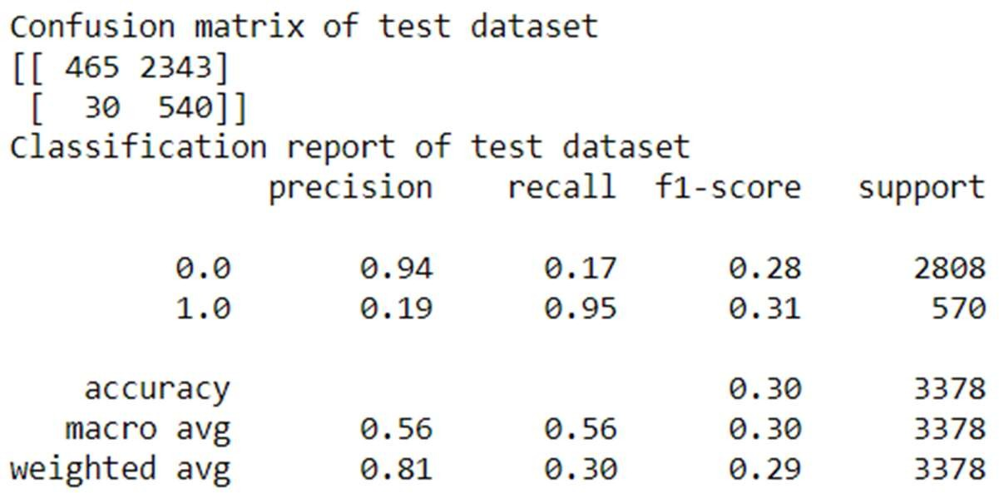 Confusion matrix of test dataset
[[ 465 2343]
 [  30  540]]
Classification report of test dataset
              precision    recall  f1-score   support

         0.0       0.94      0.17      0.28      2808
         1.0       0.19      0.95      0.31       570

    accuracy                           0.30      3378
   macro avg       0.56      0.56      0.30      3378
weighted avg       0.81      0.30      0.29      3378